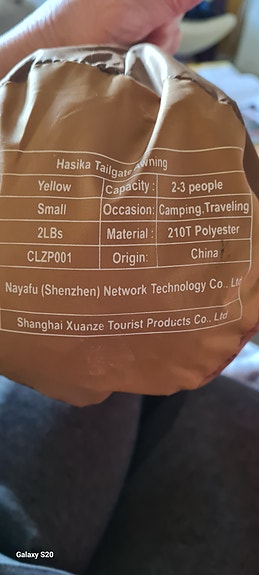 Hasika Tailgate Awning
Yellow Capacity : 2-3 people
Small Occasion: Camping,Traveling
2LBs Material : 210T Polyester
CLZP001 Origin: China
Nayafu (Shenzhen) Network Technology Co., Ltd
Shanghai Xuanze Tourist Products Co., Ltd
Galaxy S20